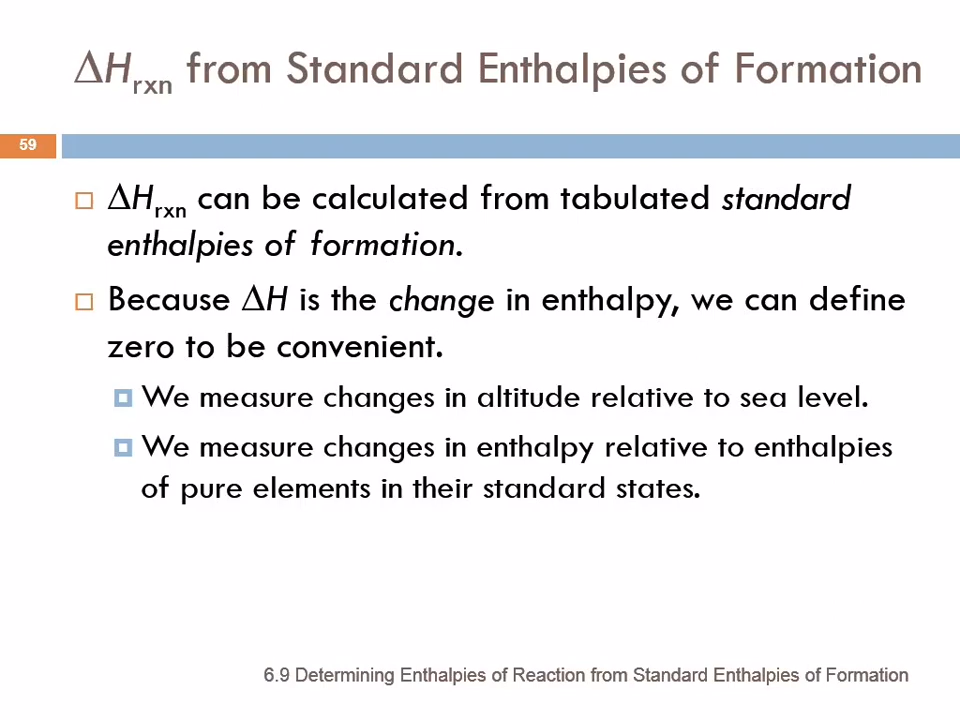 ΔHrxn from Standard Enthalpies of Formation
59
ΔHrxn can be calculated from tabulated standard
enthalpies of formation.
Because ΔH is the change in enthalpy, we can define
zero to be convenient.
We measure changes in altitude relative to sea level.
We measure changes in enthalpy relative to enthalpies
of pure elements in their standard states.
6.9 Determining Enthalpies of Reaction from Standard Enthalpies of Formation